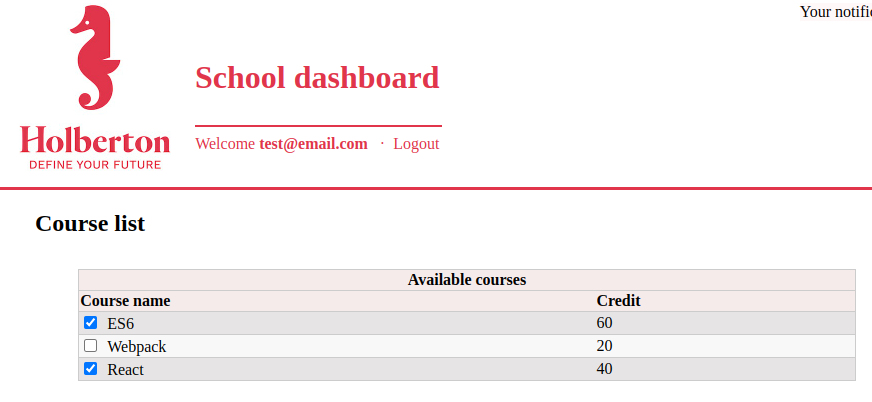 Your notific
School dashboard
Holberton
DEFINE YOUR FUTURE
Welcome test@email.com · Logout
Course list
Available courses
Course name Credit
ES6 60
Webpack 20
React 40